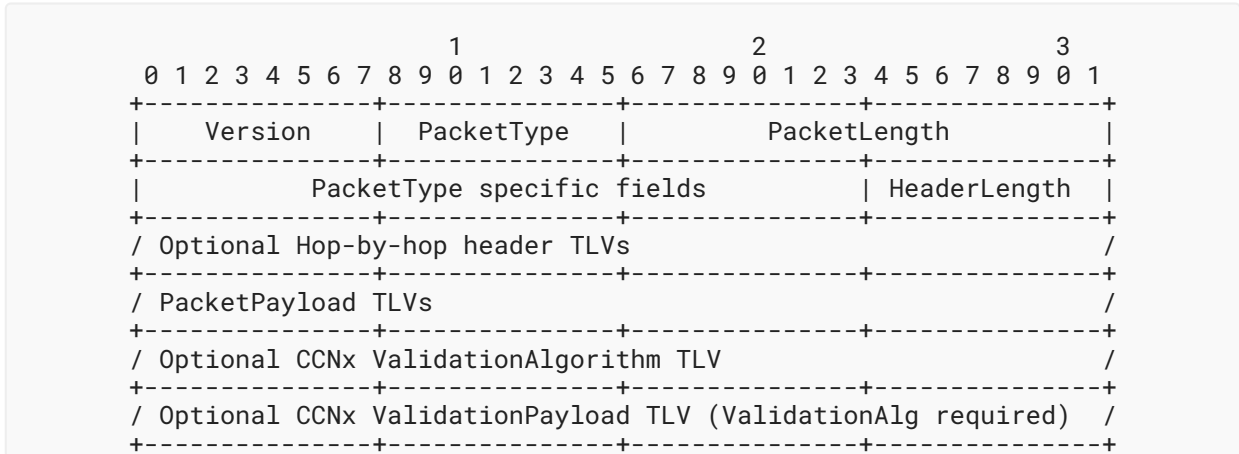 1                   2                   3
 0 1 2 3 4 5 6 7 8 9 0 1 2 3 4 5 6 7 8 9 0 1 2 3 4 5 6 7 8 9 0 1
+---------------+---------------+---------------+---------------+
|    Version    |  PacketType   |         PacketLength          |
+---------------+---------------+---------------+---------------+
|           PacketType specific fields          | HeaderLength  |
+---------------+---------------+---------------+---------------+
/ Optional Hop-by-hop header TLVs                               /
+---------------+---------------+---------------+---------------+
/ PacketPayload TLVs                                            /
+---------------+---------------+---------------+---------------+
/ Optional CCNx ValidationAlgorithm TLV                         /
+---------------+---------------+---------------+---------------+
/ Optional CCNx ValidationPayload TLV (ValidationAlg required)  /
+---------------+---------------+---------------+---------------+